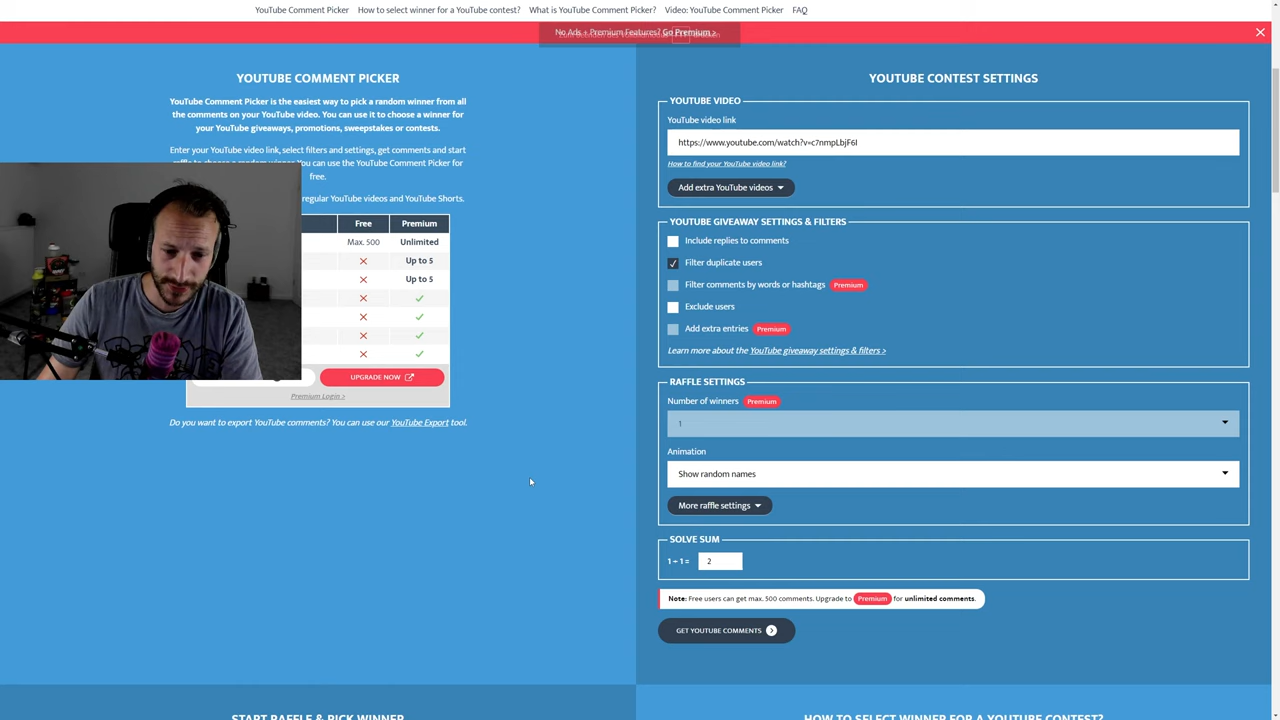 YouTube Comment Picker How to select winner for a YouTube contest? What is YouTube Comment Picker? Video: YouTube Comment Picker FAQ
No Ads + Premium Features? Go Premium >
YOUTUBE COMMENT PICKER
YouTube Comment Picker is the easiest way to pick a random winner from all
the comments on your YouTube video. You can use it to choose a winner for
your YouTube giveaways, promotions, sweepstakes or contests.
Enter your YouTube video link, select filters and settings, get comments and start
You can use the YouTube Comment Picker for
free.
regular YouTube videos and YouTube Shorts.
Free Premium
Max. 500 Unlimited
Up to 5
Up to 5
UPGRADE NOW
Premium Login >
Do you want to export YouTube comments? You can use our YouTube Export tool.
YOUTUBE CONTEST SETTINGS
YOUTUBE VIDEO
YouTube video link
https://www.youtube.com/watch?v=c7nmpLbjF6I
How to find your YouTube video link?
Add extra YouTube videos
YOUTUBE GIVEAWAY SETTINGS & FILTERS
Include replies to comments
Filter duplicate users
Filter comments by words or hashtags Premium
Exclude users
Add extra entries Premium
Learn more about the YouTube giveaway settings & filters >
RAFFLE SETTINGS
Number of winners Premium
1
Animation
Show random names
More raffle settings
SOLVE SUM
1 + 1 = 2
Note: Free users can get max. 500 comments. Upgrade to Premium for unlimited comments.
GET YOUTUBE COMMENTS
START RAFFLE & PICK WINNER
HOW TO SELECT WINNER FOR A YOUTUBE CONTEST?